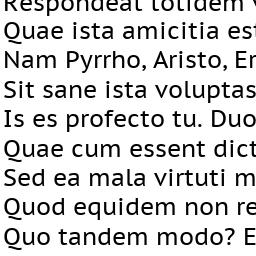 Respondeat totidem
Quae ista amicitia est
Nam Pyrrho, Aristo, Er
Sit sane ista voluptas
Is es profecto tu. Duo
Quae cum essent dict
Sed ea mala virtuti m
Quod equidem non re
Quo tandem modo? E